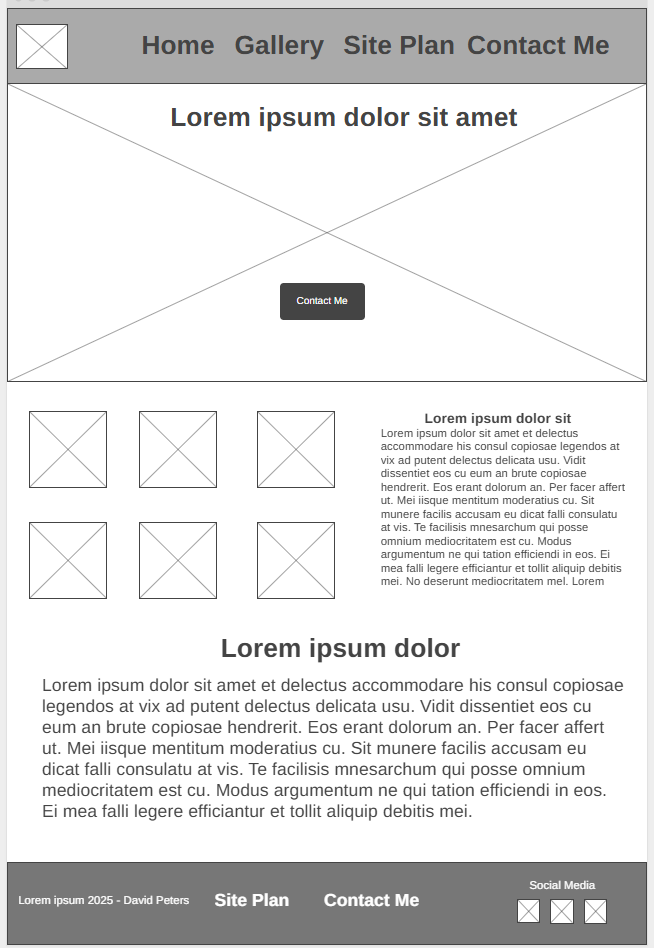 Home Gallery Site Plan Contact Me
Lorem ipsum dolor sit amet
Contact Me
Lorem ipsum dolor sit
Lorem ipsum dolor sit amet et delectus
accommodare his consul copiosae legendos at
vix ad putent delectus delicata usu. Vidit
dissentiet eos cu eum an brute copiosae
hendrerit. Eos erant dolorum an. Per facer affert
ut. Mei iisque mentitum moderatius cu. Sit
munere facilis accusam eu dicat falli consulatu
at vis. Te facilisis mnesarchum qui posse
omnium mediocritatem est cu. Modus
argumentum ne qui tation efficiendi in eos. Ei
mea falli legere efficiantur et tollit aliquip debitis
mei. No deserunt mediocritatem mel. Lorem
Lorem ipsum dolor
Lorem ipsum dolor sit amet et delectus accommodare his consul copiosae
legendos at vix ad putent delectus delicata usu. Vidit dissentiet eos cu
eum an brute copiosae hendrerit. Eos erant dolorum an. Per facer affert
ut. Mei iisque mentitum moderatius cu. Sit munere facilis accusam eu
dicat falli consulatu at vis. Te facilisis mnesarchum qui posse omnium
mediocritatem est cu. Modus argumentum ne qui tation efficiendi in eos.
Ei mea falli legere efficiantur et tollit aliquip debitis mei.
Lorem ipsum 2025 - David Peters Site Plan Contact Me
Social Media